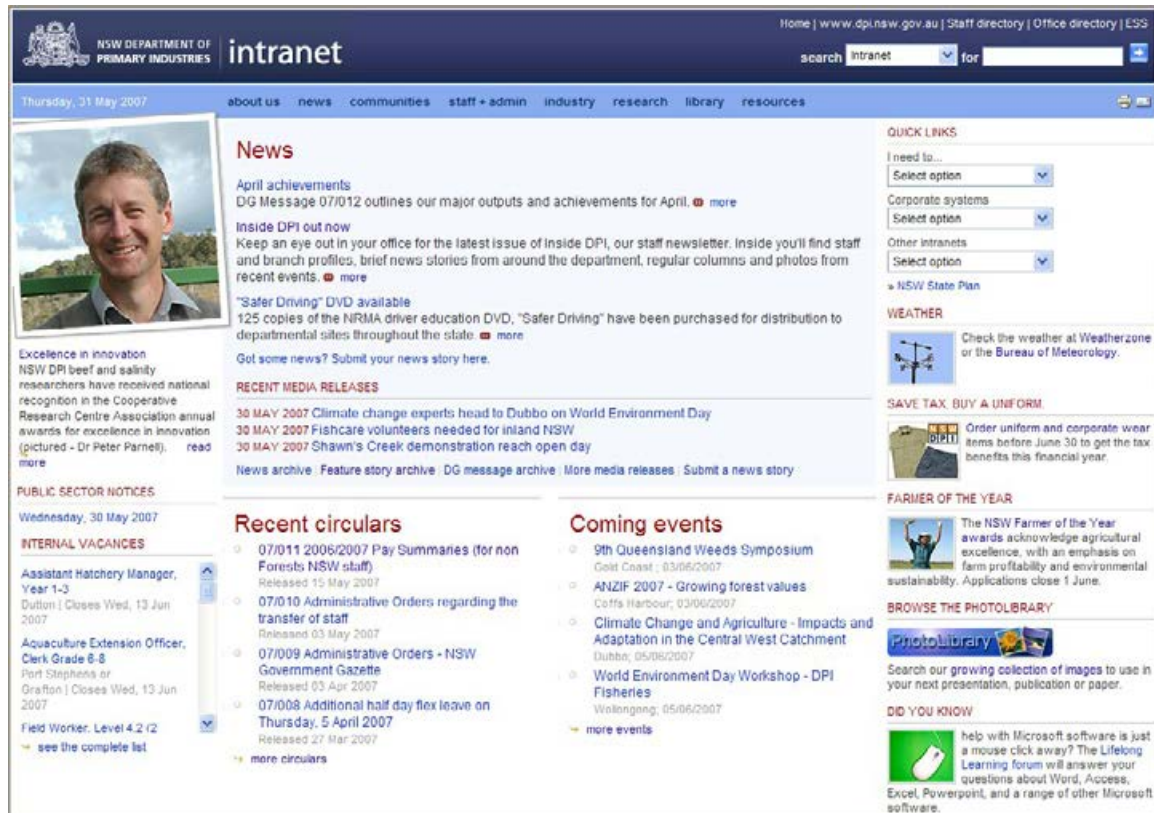 Home | www.dpi.nsw.gov.au | Staff directory | Office directory | ESS
NSW DEPARTMENT OF
PRIMARY INDUSTRIES
intranet
search Intranet for
Thursday, 31 May 2007
about us news communities staff + admin industry research library resources
Excellence in innovation
NSW DPI beef and salinity
researchers have received national
recognition in the Cooperative
Research Centre Association annual
awards for excellence in innovation
(pictured - Dr Peter Parnell). read
more
PUBLIC SECTOR NOTICES
Wednesday, 30 May 2007
INTERNAL VACANCIES
Assistant Hatchery Manager,
Year 1-3
Dutton | Closes Wed, 13 Jun
2007
Aquaculture Extension Officer,
Clerk Grade 6-8
Port Stephens or
Grafton | Closes Wed, 13 Jun
2007
Field Worker, Level 4.2 (2
see the complete list
News
April achievements
DG Message 07/012 outlines our major outputs and achievements for April. more
Inside DPI out now
Keep an eye out in your office for the latest issue of Inside DPI, our staff newsletter. Inside you'll find staff
and branch profiles, brief news stories from around the department, regular columns and photos from
recent events. more
"Safer Driving" DVD available
125 copies of the NRMA driver education DVD, "Safer Driving" have been purchased for distribution to
departmental sites throughout the state. more
Got some news? Submit your news story here.
RECENT MEDIA RELEASES
30 MAY 2007 Climate change experts head to Dubbo on World Environment Day
30 MAY 2007 Fishcare volunteers needed for inland NSW
30 MAY 2007 Shawn's Creek demonstration reach open day
News archive | Feature story archive | DG message archive | More media releases | Submit a news story
Recent circulars
07/011 2006/2007 Pay Summaries (for non
Forests NSW staff)
Released 15 May 2007
07/010 Administrative Orders regarding the
transfer of staff
Released 03 May 2007
07/009 Administrative Orders - NSW
Government Gazette
Released 03 Apr 2007
07/008 Additional half day flex leave on
Thursday, 5 April 2007
Released 27 Mar 2007
more circulars
Coming events
9th Queensland Weeds Symposium
Gold Coast ; 03/06/2007
ANZIF 2007 - Growing forest values
Coffs Harbour; 03/06/2007
Climate Change and Agriculture - Impacts and
Adaptation in the Central West Catchment
Dubbo; 05/06/2007
World Environment Day Workshop - DPI
Fisheries
Wollongong; 05/06/2007
more events
QUICK LINKS
I need to...
Select option
Corporate systems
Select option
Other intranets
Select option
» NSW State Plan
WEATHER
Check the weather at Weatherzone
or the Bureau of Meteorology.
SAVE TAX, BUY A UNIFORM
NSW
DPI
Order uniform and corporate wear
items before June 30 to get the tax
benefits this financial year.
FARMER OF THE YEAR
The NSW Farmer of the Year
awards acknowledge agricultural
excellence, with an emphasis on
farm profitability and environmental
sustainability. Applications close 1 June.
BROWSE THE PHOTOLIBRARY
PhotoLibrary
Search our growing collection of images to use in
your next presentation, publication or paper.
DID YOU KNOW
help with Microsoft software is just
a mouse click away? The Lifelong
Learning forum will answer your
questions about Word, Access,
Excel, Powerpoint, and a range of other Microsoft
software.